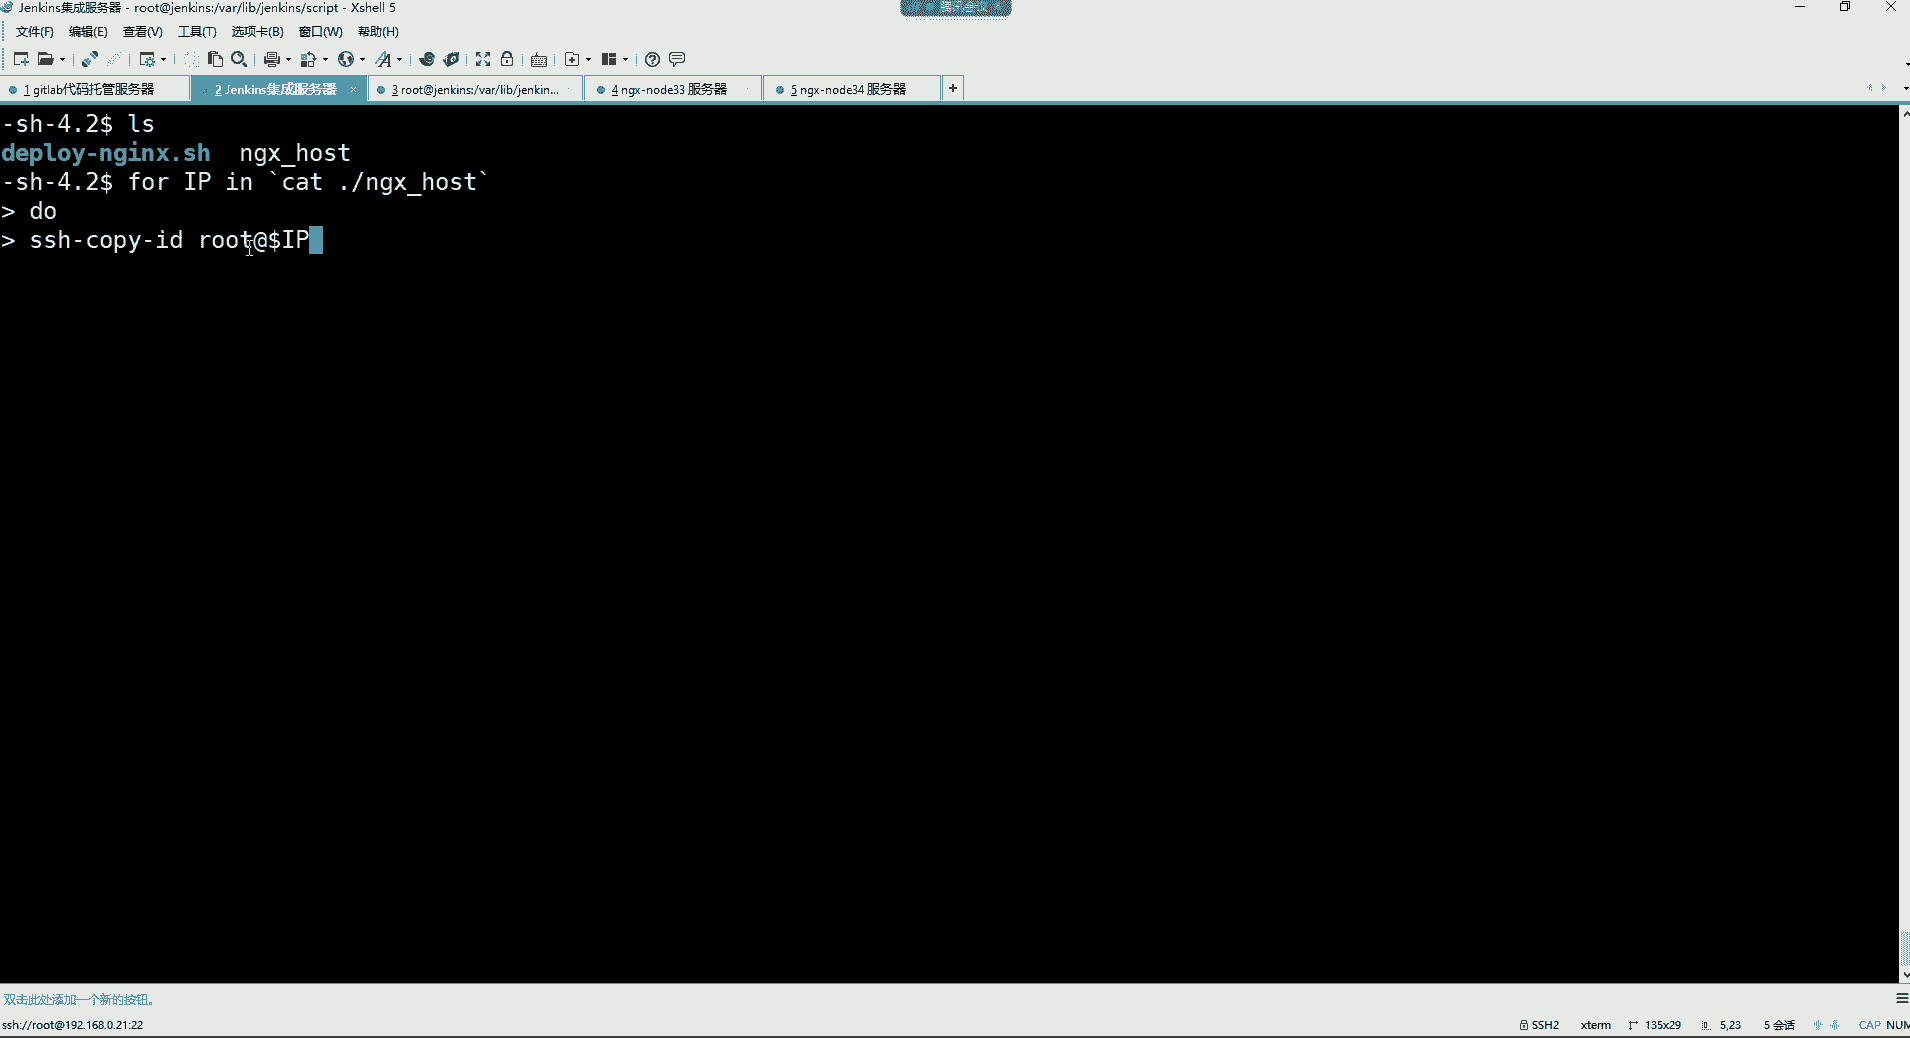 Jenkins集成服务器 - root@jenkins:/var/lib/jenkins/script - Xshell 5
腾讯会议
文件(F) 编辑(E) 查看(V) 工具(T) 选项卡(B) 窗口(W) 帮助(H)
1 gitlab代码托管服务器 2 Jenkins集成服务器 × 3 root@jenkins:/var/lib/jenkin... 4 ngx-node33 服务器 5 ngx-node34 服务器 +
-sh-4.2$ ls
deploy-nginx.sh ngx_host
-sh-4.2$ for IP in `cat ./ngx_host`
> do
> ssh-copy-id root@$IP
双击此处添加一个新的按钮。
ssh://root@192.168.0.21:22 SSH2 xterm 135x29 5,23 5 会话 CAP NUM